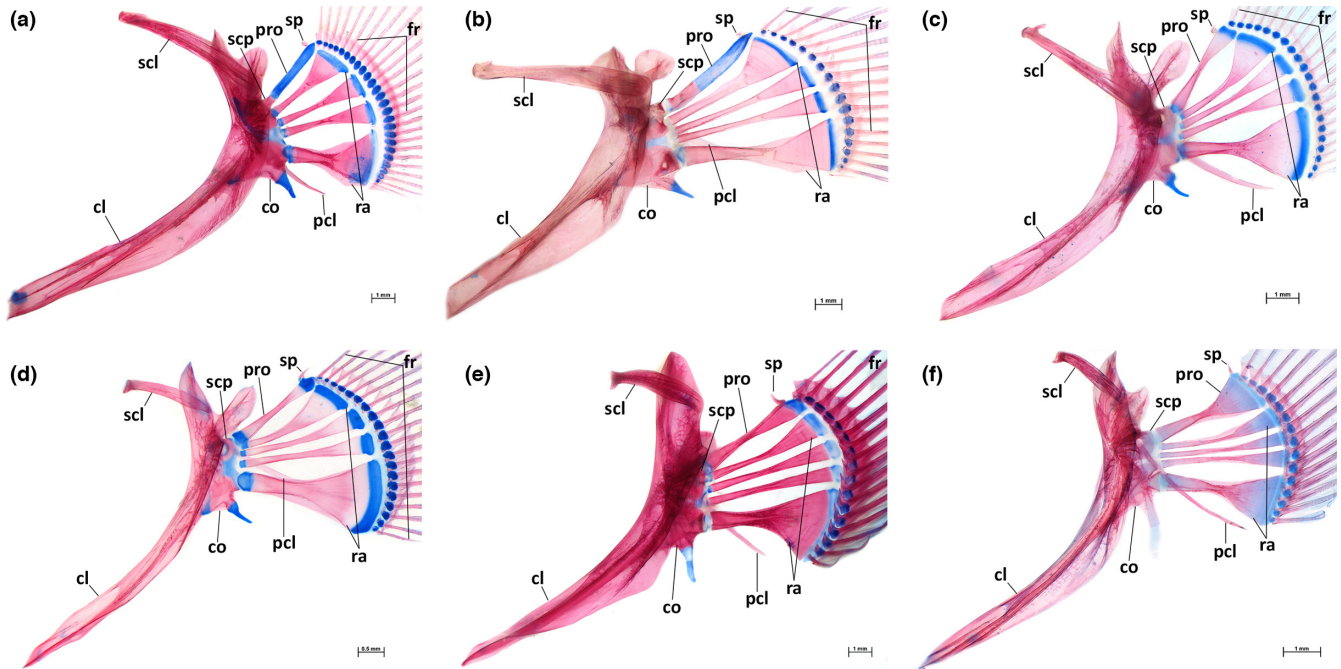 (a)
scl
scp
pro
sp
fr
cl
co
pcl
ra
1 mm
(b)
scl
scp
pro
sp
fr
cl
co
pcl
ra
1 mm
(c)
scl
scp
pro
sp
fr
cl
co
pcl
ra
1 mm
(d)
scl
scp
pro
sp
fr
cl
co
pcl
ra
0.5 mm
(e)
scl
scp
pro
sp
fr
cl
co
pcl
ra
1 mm
(f)
scl
scp
pro
sp
fr
cl
co
pcl
ra
1 mm